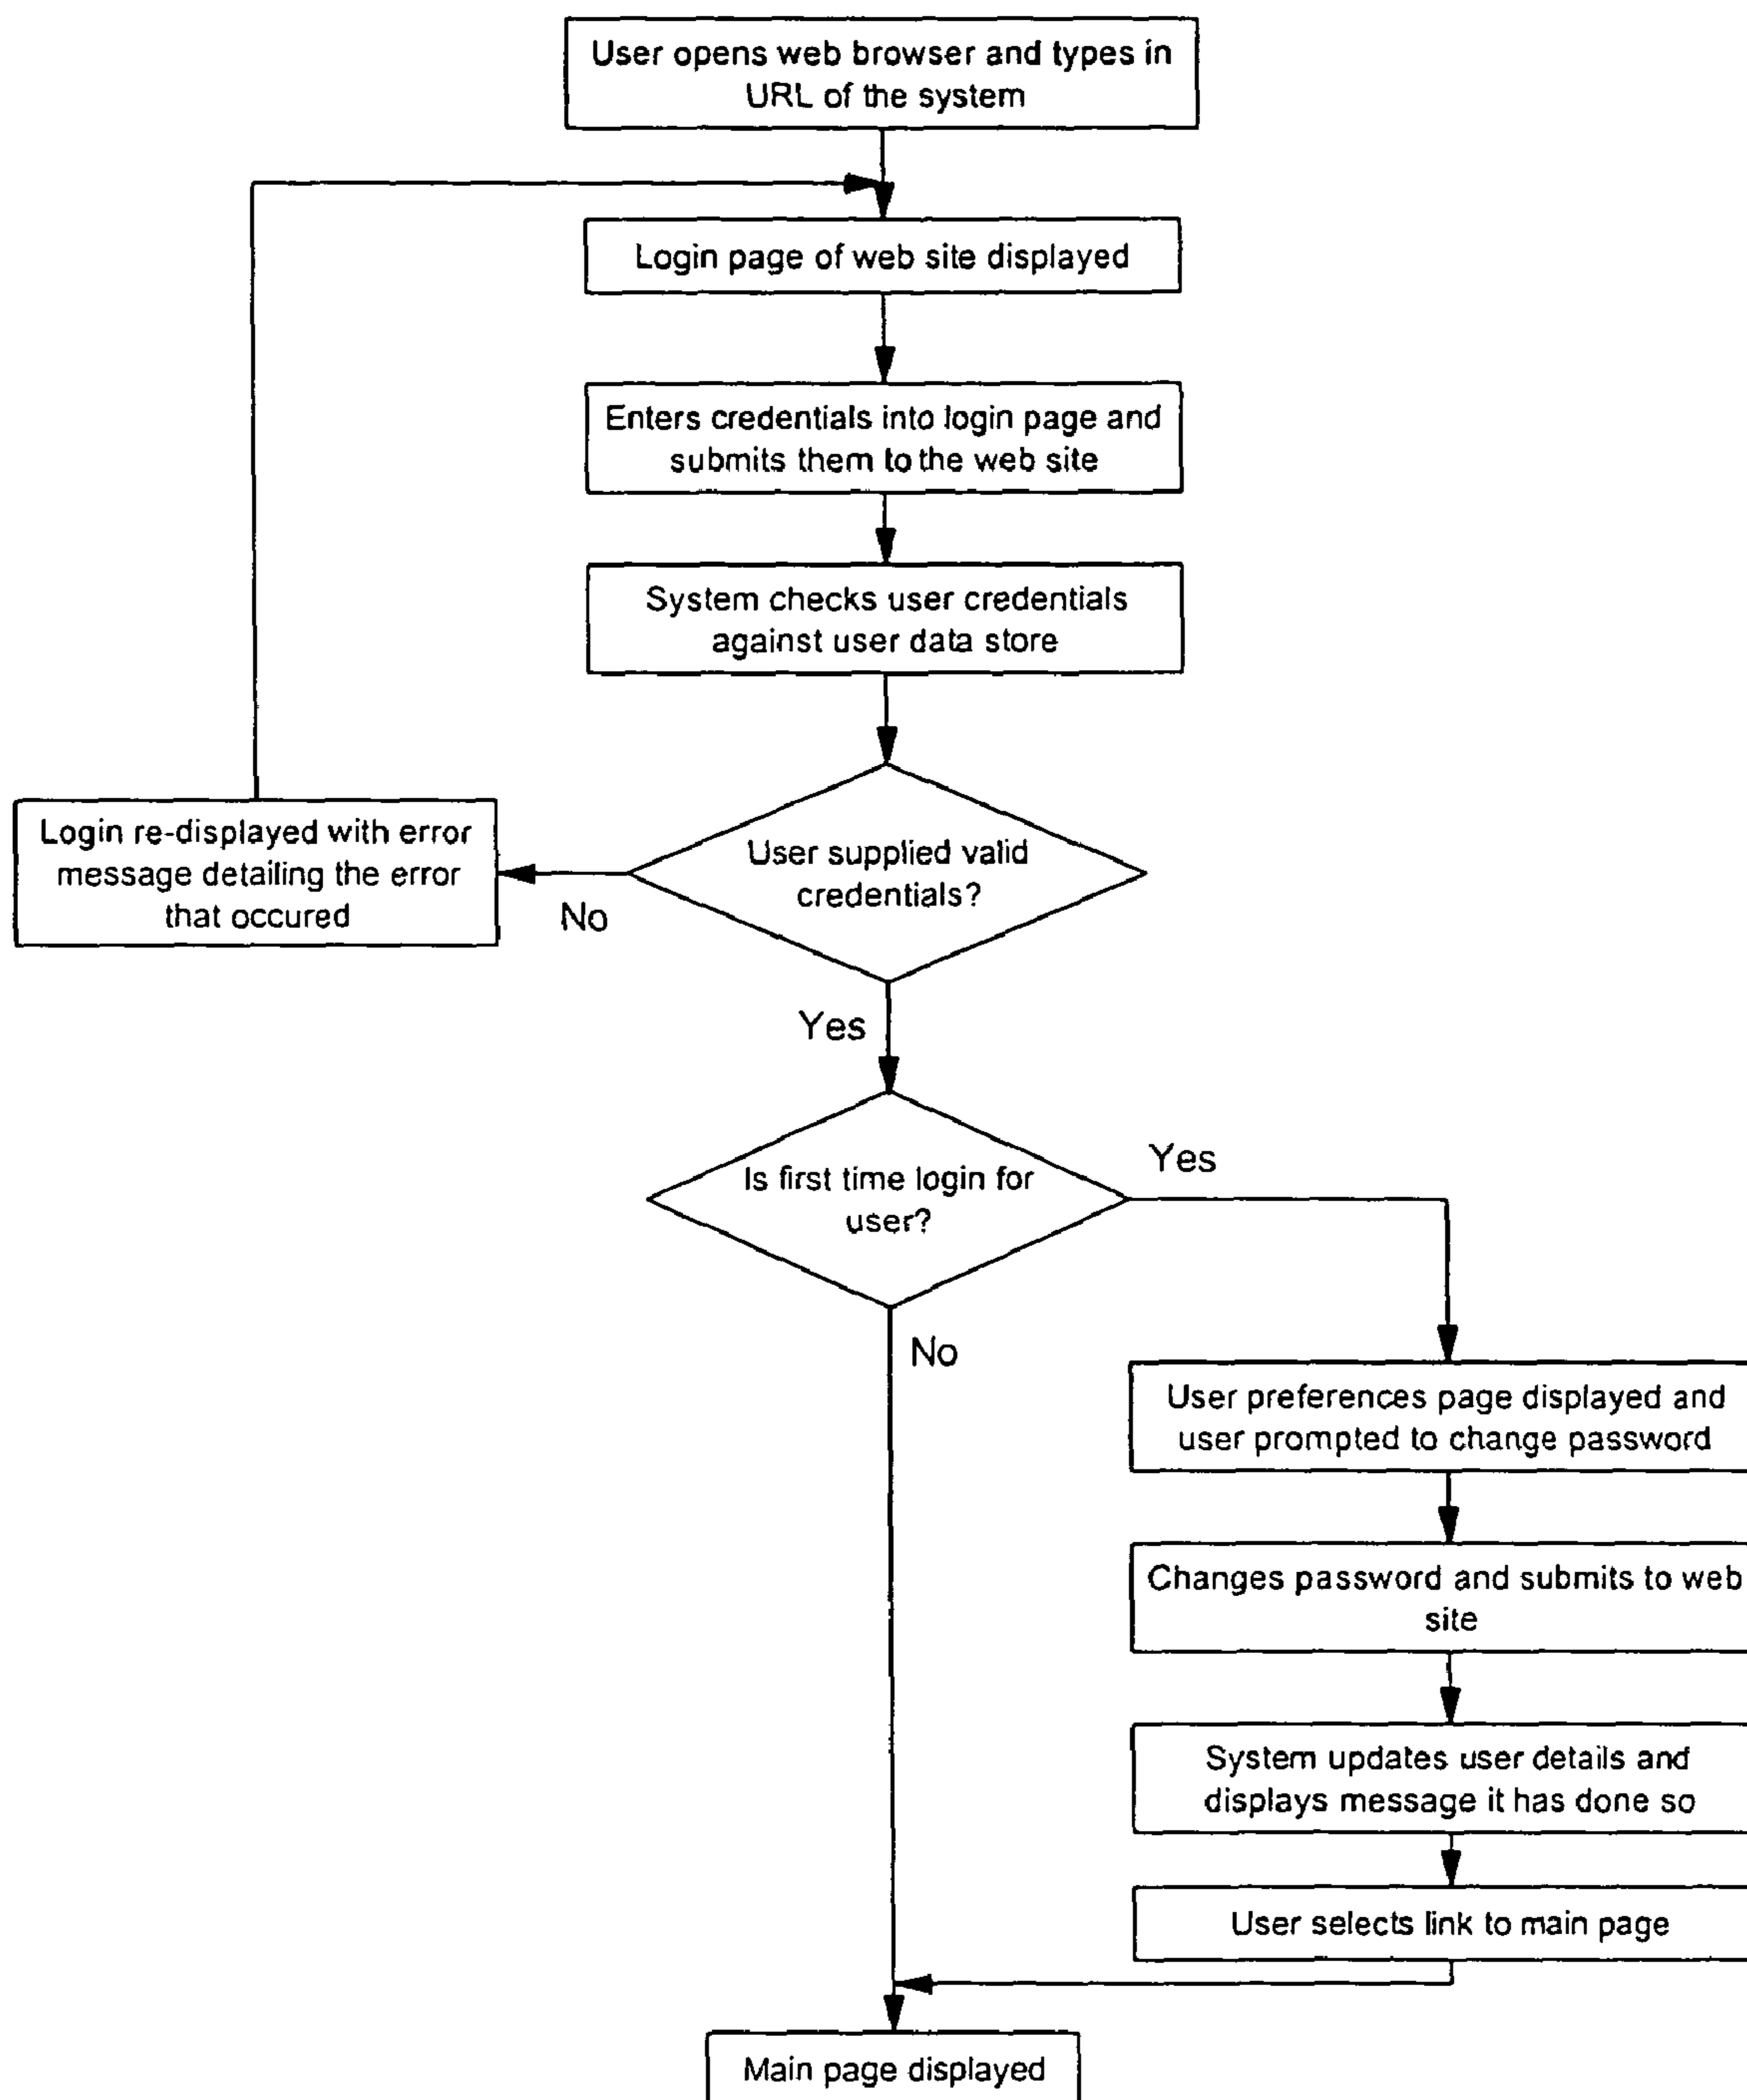 User opens web browser and types in
URL of the system
Login page of web site displayed
Enters credentials into login page and
submits them to the web site
System checks user credentials
against user data store
User supplied valid
credentials?
No
Login re-displayed with error
message detailing the error
that occured
Yes
Is first time login for
user?
Yes
No
User preferences page displayed and
user prompted to change password
Changes password and submits to web
site
System updates user details and
displays message it has done so
User selects link to main page
Main page displayed